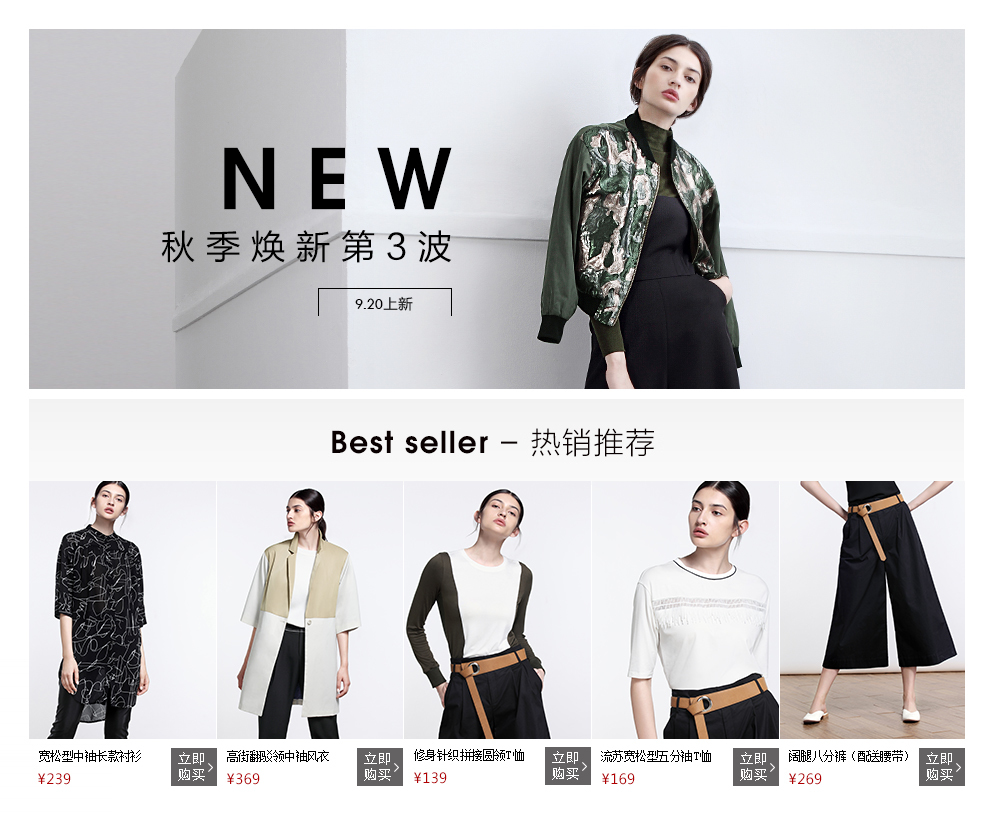 NEW
秋季焕新第3波
9.20上新
Best seller – 热销推荐
宽松型中袖长款衬衫
¥239
立即
购买
高街翻驳领中袖风衣
¥369
立即
购买
修身针织拼接圆领T恤
¥139
立即
购买
流苏宽松型五分袖T恤
¥169
立即
购买
阔腿八分裤（配送腰带）
¥269
立即
购买